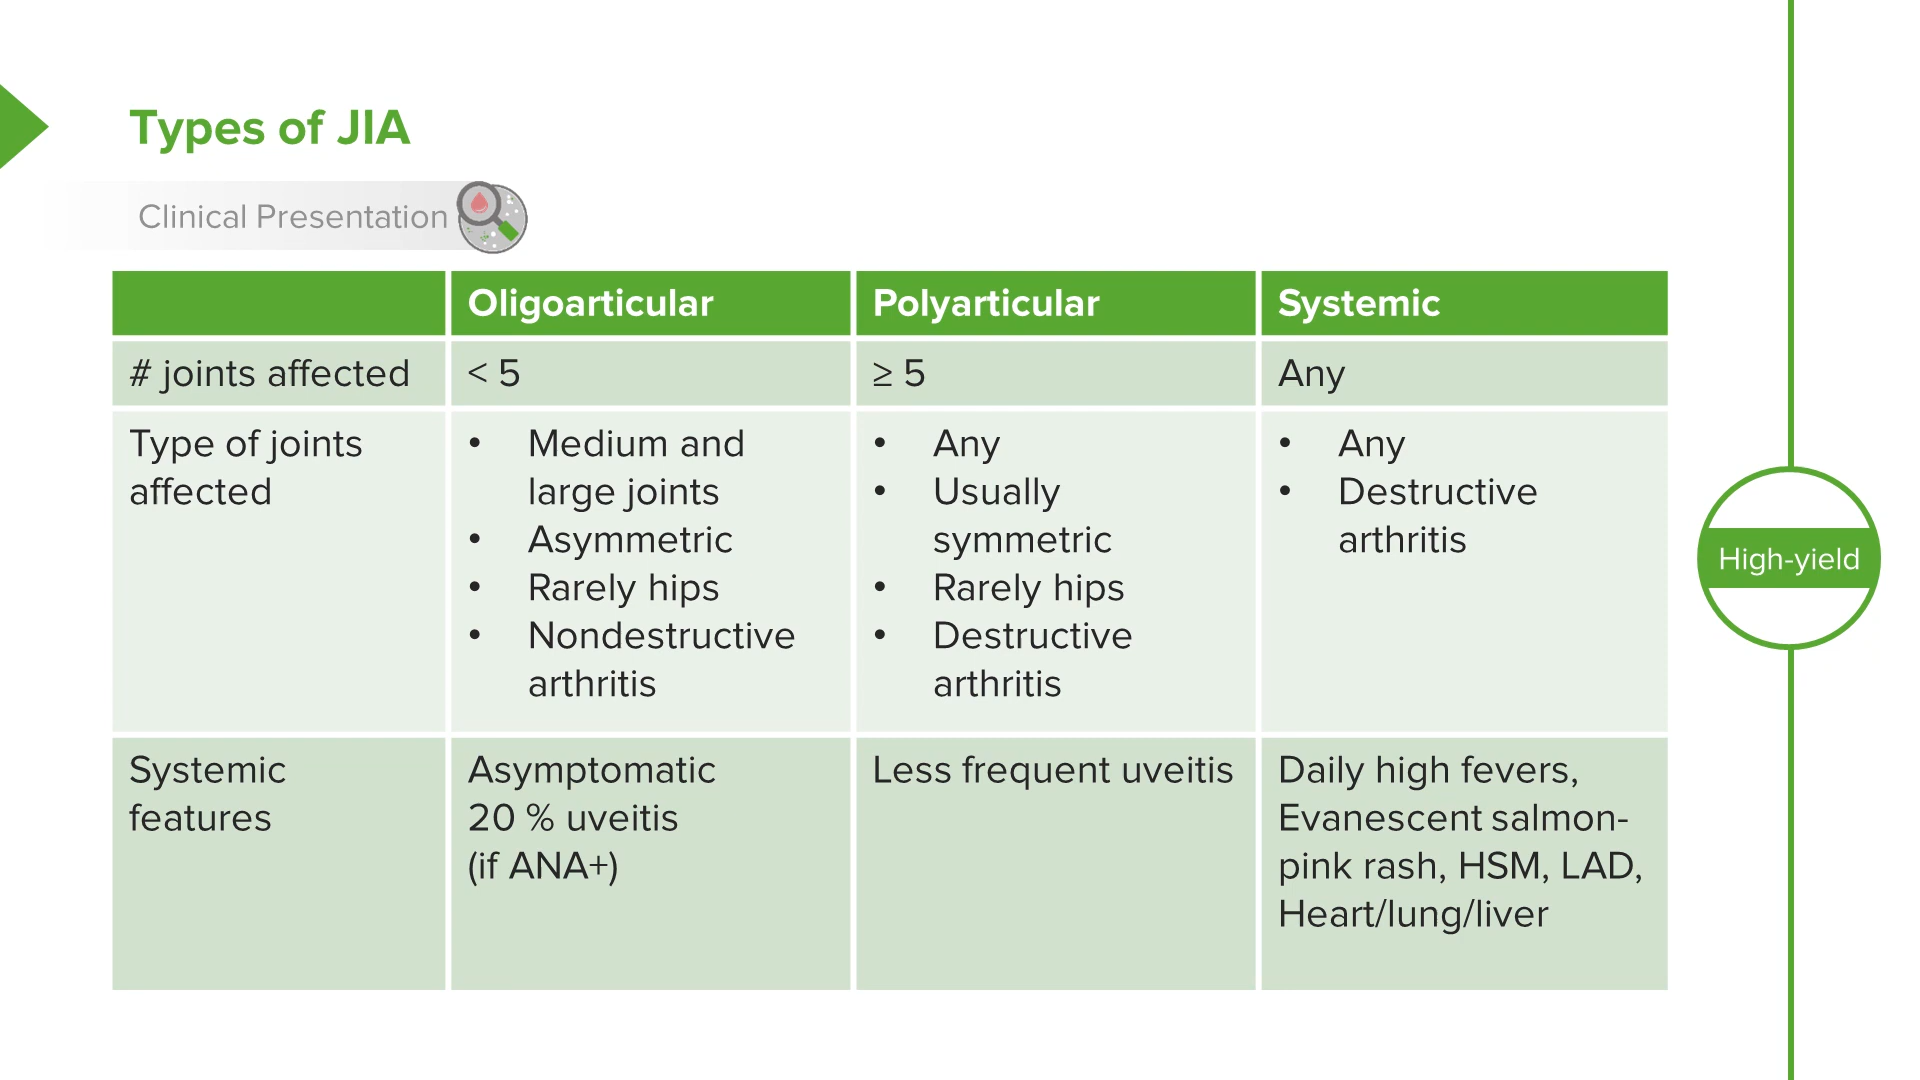 Types of JIA
Clinical Presentation
Oligoarticular
Polyarticular
Systemic
# joints affected
< 5
≥ 5
Any
Type of joints
affected
• Medium and
large joints
• Asymmetric
• Rarely hips
• Nondestructive
arthritis
• Any
• Usually
symmetric
• Rarely hips
• Destructive
arthritis
• Any
• Destructive
arthritis
Systemic
features
Asymptomatic
20 % uveitis
(if ANA+)
Less frequent uveitis
Daily high fevers,
Evanescent salmon-
pink rash, HSM, LAD,
Heart/lung/liver
High-yield